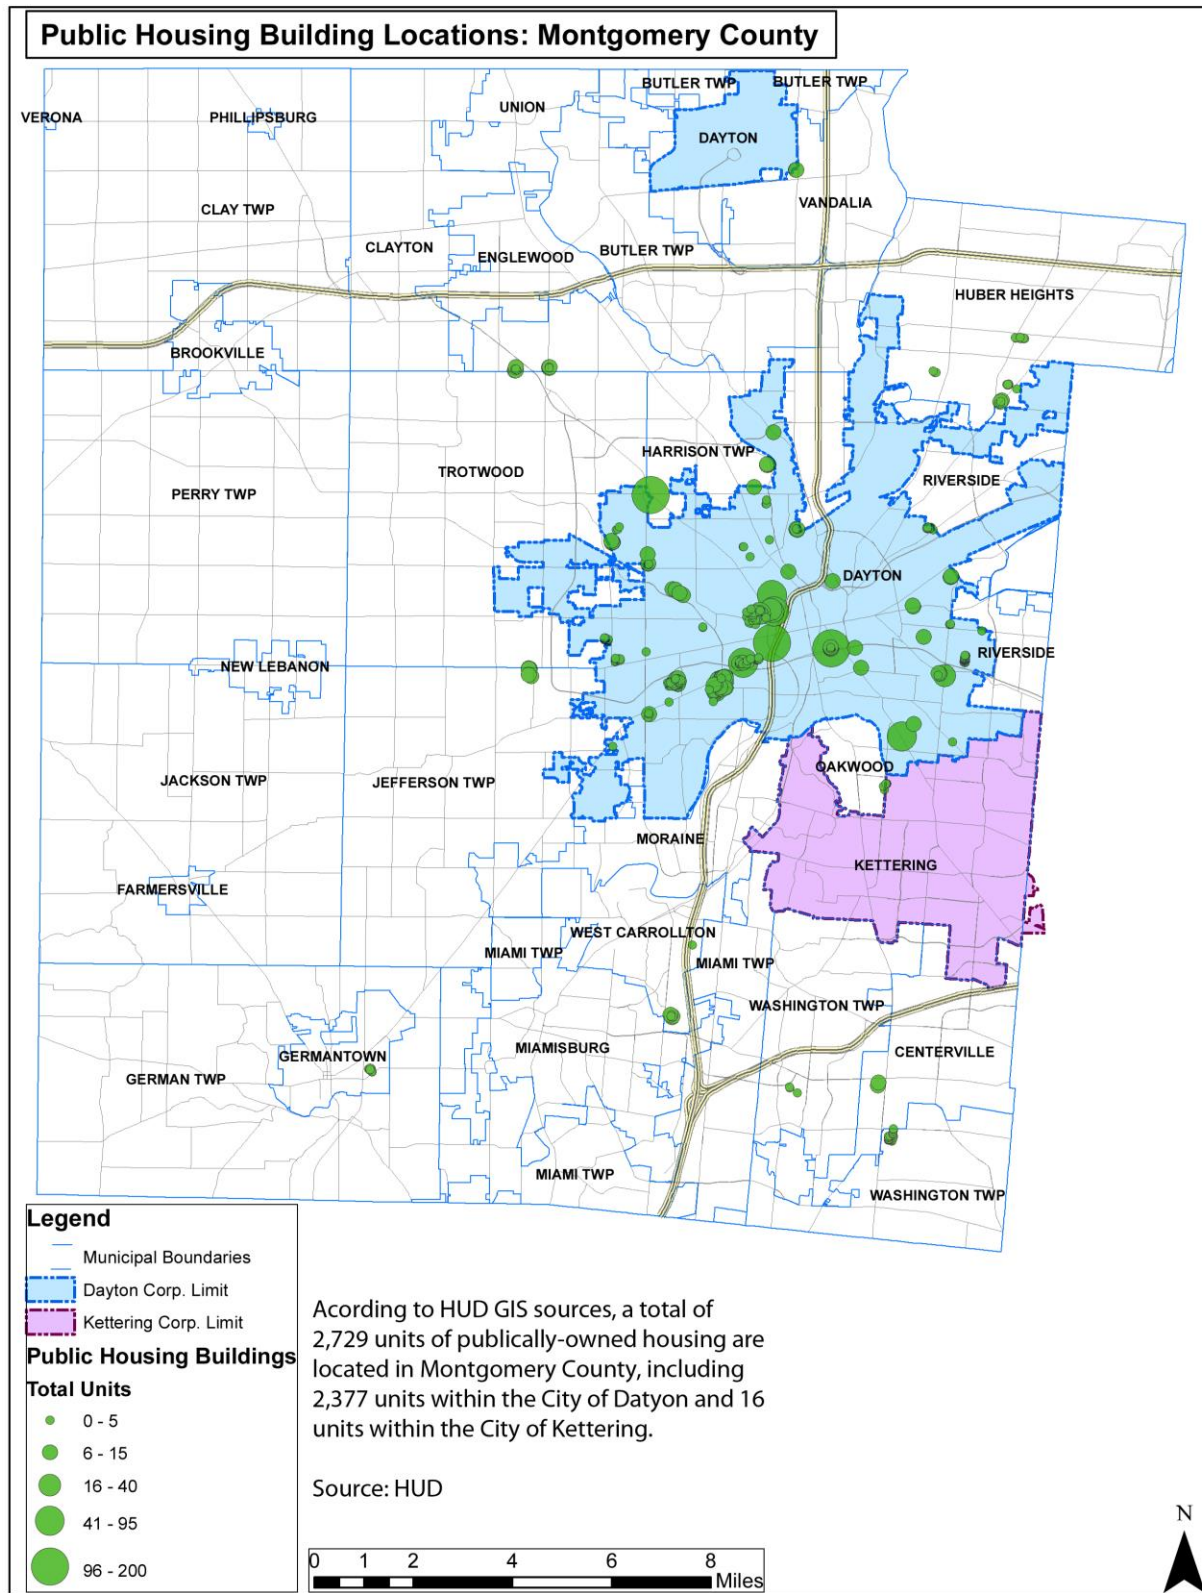 Public Housing Building Locations: Montgomery County
BUTLER TWP
BUTLER TWP
UNION
VERONA
PHILLIPSBURG
DAYTON
VANDALIA
CLAY TWP
CLAYTON
ENGLEWOOD
BUTLER TWP
HUBER HEIGHTS
BROOKVILLE
HARRISON TWP
TROTWOOD
RIVERSIDE
PERRY TWP
DAYTON
RIVERSIDE
NEW LEBANON
OAKWOOD
JACKSON TWP
JEFFERSON TWP
MORAINE
KETTERING
FARMERSVILLE
WEST CARROLLTON
MIAMI TWP
MIAMI TWP
WASHINGTON TWP
MIAMISBURG
CENTERVILLE
GERMANTOWN
GERMAN TWP
MIAMI TWP
WASHINGTON TWP
Legend
Municipal Boundaries
Dayton Corp. Limit
Kettering Corp. Limit
Public Housing Buildings
Total Units
0 - 5
6 - 15
16 - 40
41 - 95
96 - 200
Acording to HUD GIS sources, a total of
2,729 units of publically-owned housing are
located in Montgomery County, including
2,377 units within the City of Datyon and 16
units within the City of Kettering.
Source: HUD
0 1 2 4 6 8
Miles
N